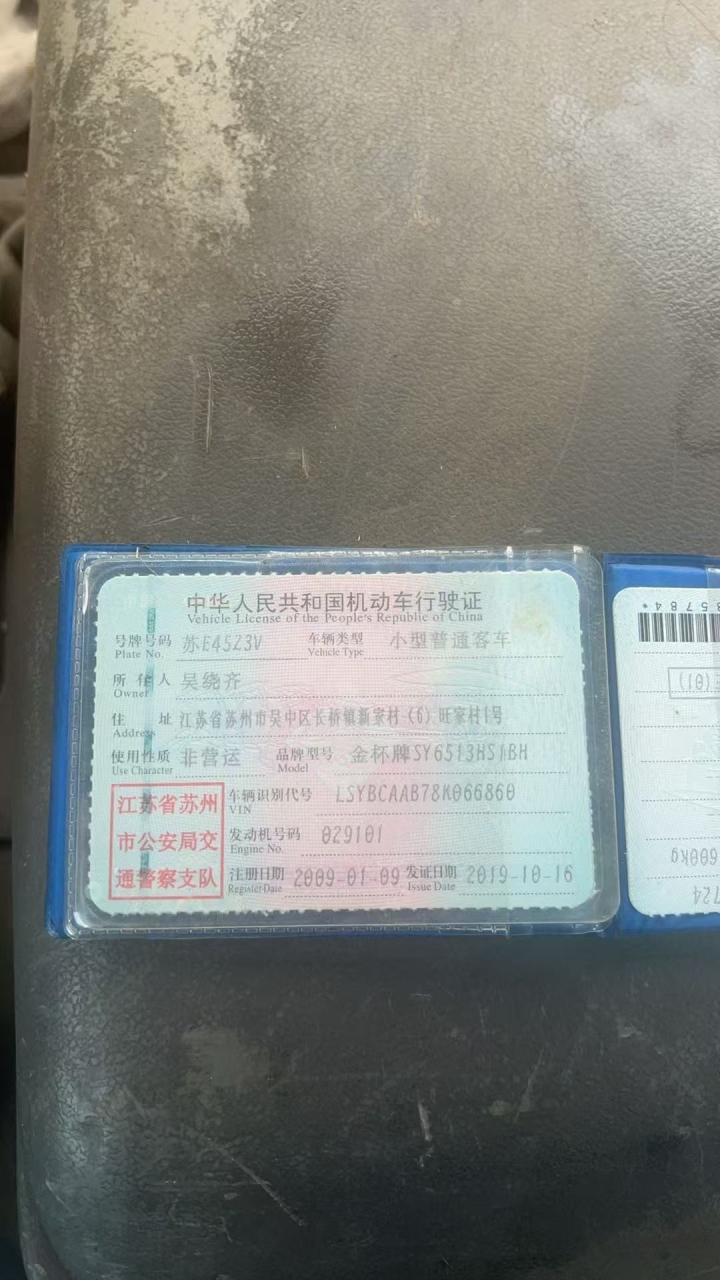 中华人民共和国机动车行驶证
Vehicle License of the People's Republic of China
号牌号码 苏E45Z3V 车辆类型 小型普通客车
Plate No. Vehicle Type
所有人 吴绕齐
Owner
住址 江苏省苏州市吴中区长桥镇新家村(6)旺家村1号
Address
使用性质 非营运 品牌型号 金杯牌SY6513HS1BH
Use Character Model
江苏省苏州
市公安局交
通警察支队
车辆识别代号 LSYBCAAB78K066860
VIN
发动机号码 029101
Engine No.
注册日期 2009-01-09 发证日期 2019-10-16
Register Date Issue Date
5784*
(01)
600kg
724